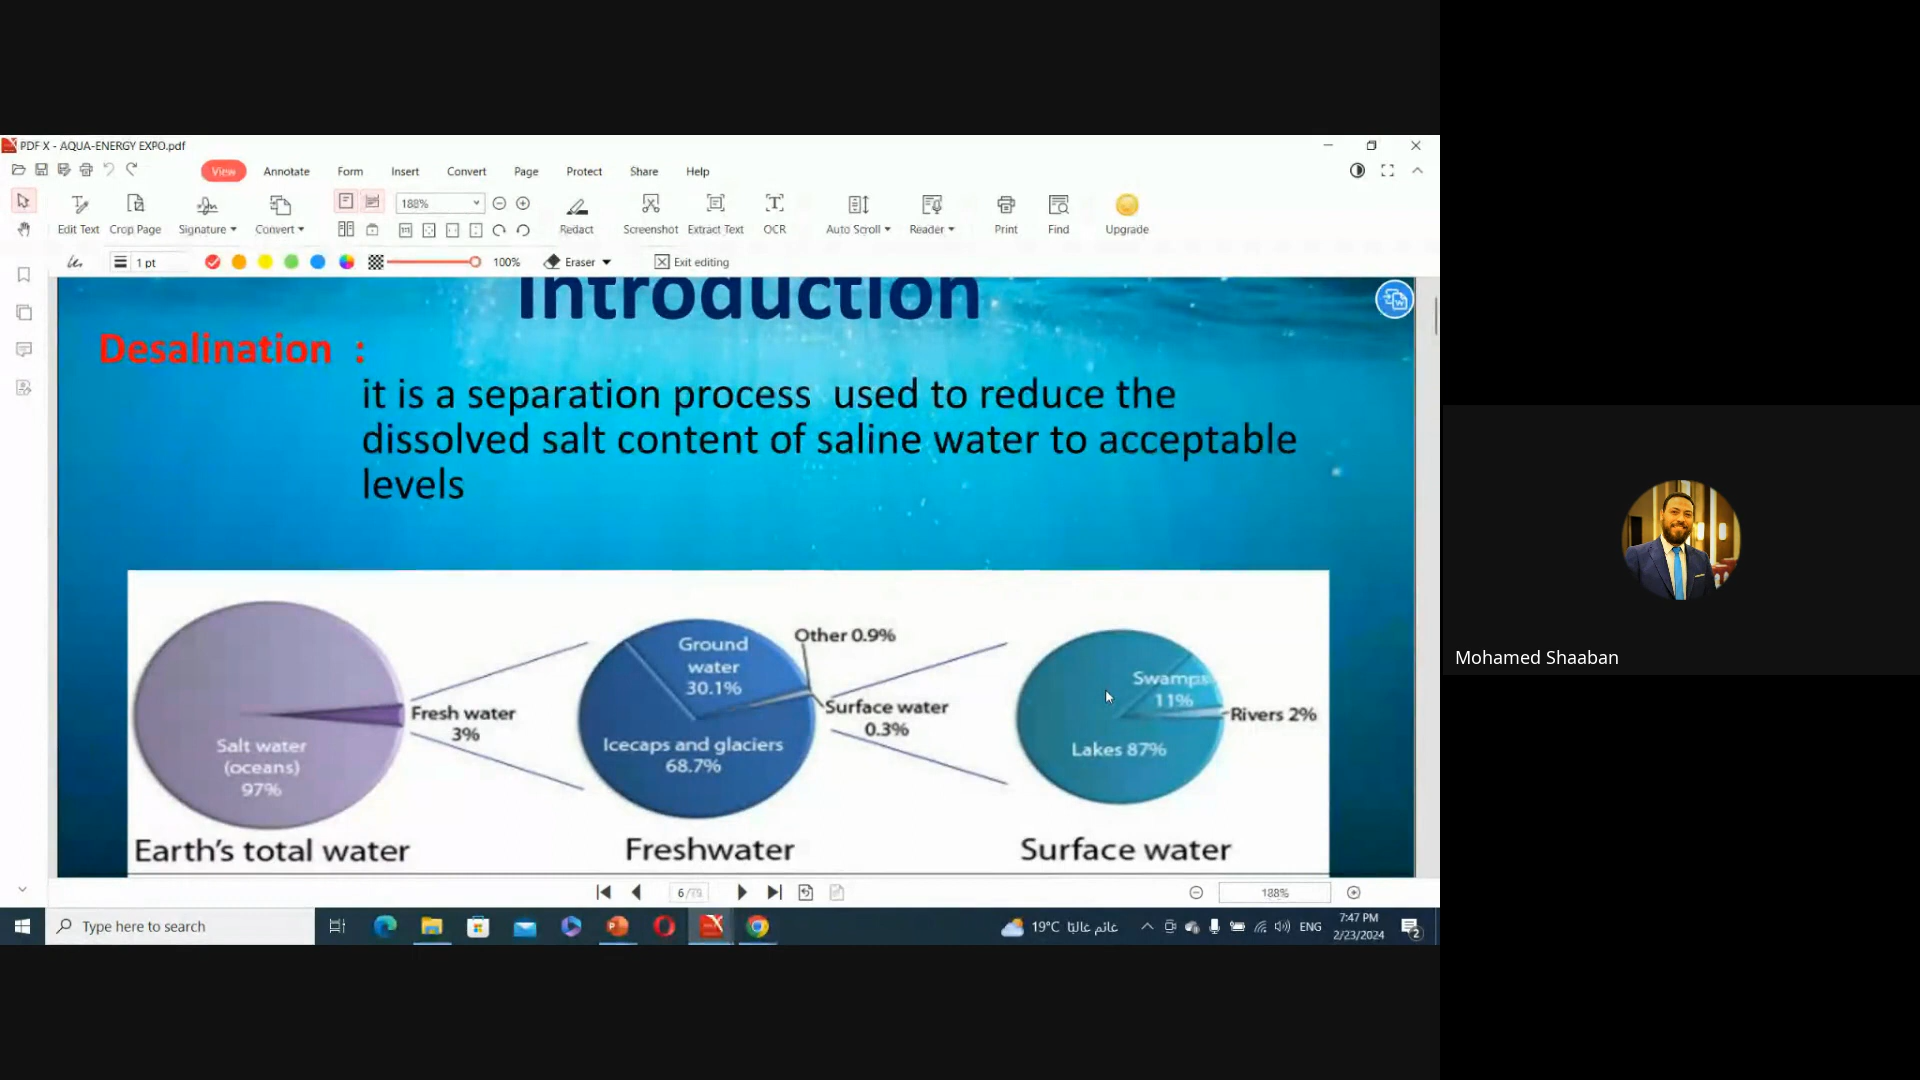 PDF X - AQUA-ENERGY EXPO.pdf
View Annotate Form Insert Convert Page Protect Share Help
188%
Edit Text Crop Page Signature Convert Redact Screenshot Extract Text OCR Auto Scroll Reader Print Find Upgrade
1 pt 100% Eraser Exit editing
Introduction
Desalination :
it is a separation process used to reduce the
dissolved salt content of saline water to acceptable
levels
Salt water
(oceans)
97%
Fresh water
3%
Earth's total water
Ground
water
30.1%
Other 0.9%
Surface water
0.3%
Icecaps and glaciers
68.7%
Freshwater
Swamps
11%
Rivers 2%
Lakes 87%
Surface water
6 /79
188%
Type here to search
19°C غائم غالبًا
ENG
7:47 PM
2/23/2024
2
Mohamed Shaaban